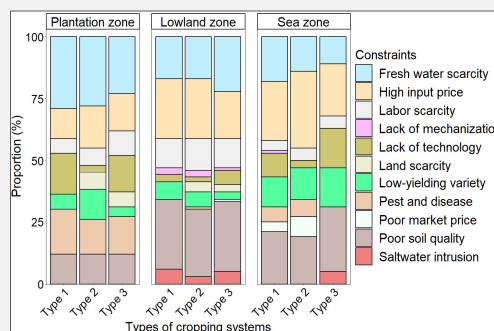 Plantation zone
Lowland zone
Sea zone
100
75
50
25
0
Proportion (%)
Type 1
Type 2
Type 3
Type 1
Type 2
Type 3
Type 1
Type 2
Type 3
Types of cropping systems
Constraints
Fresh water scarcity
High input price
Labor scarcity
Lack of mechanizatio
Lack of technology
Land scarcity
Low-yielding variety
Pest and disease
Poor market price
Poor soil quality
Saltwater intrusion